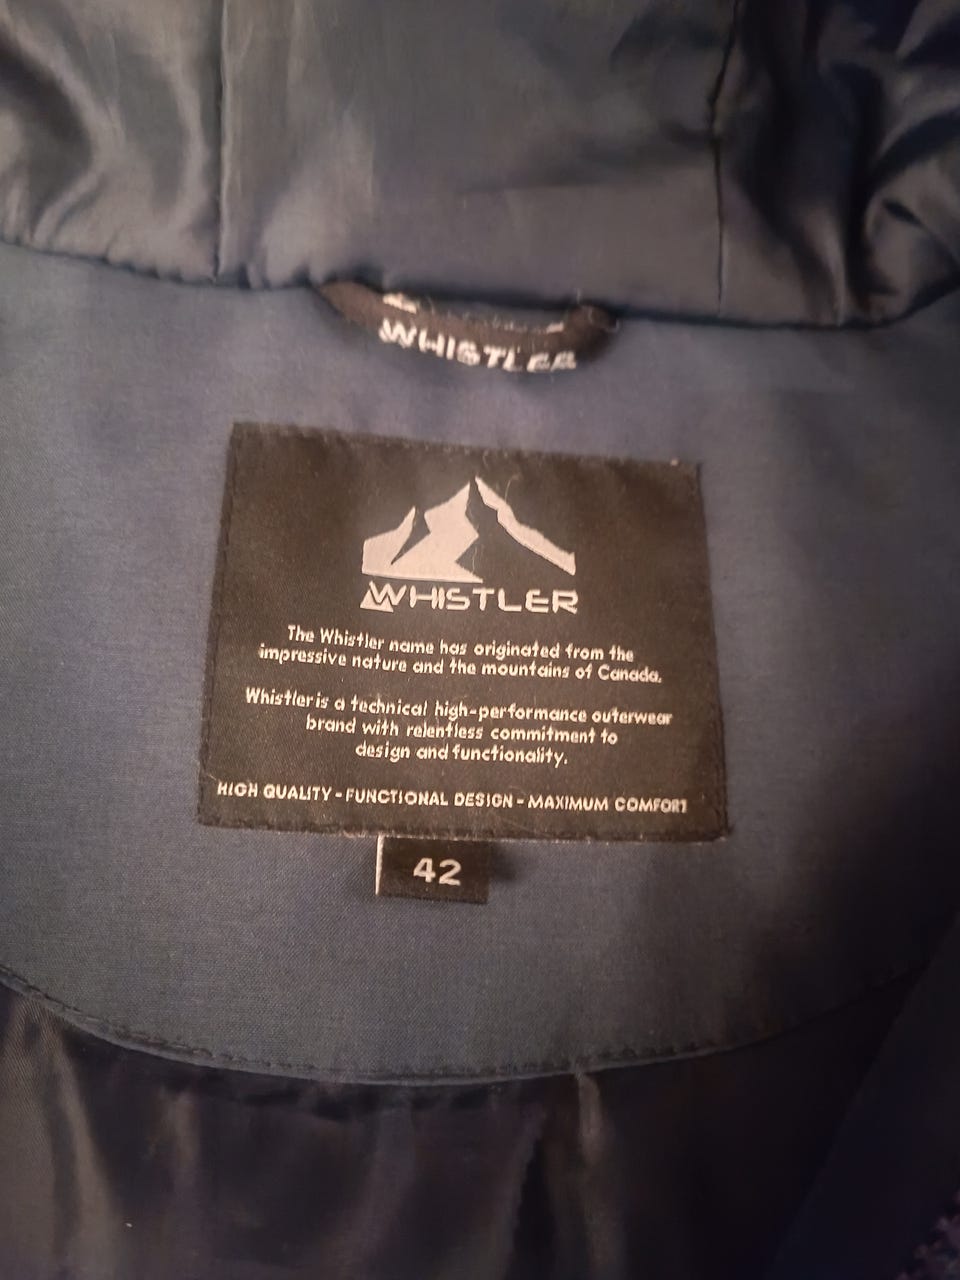 WHISTLER
WHISTLER
The Whistler name has originated from the
impressive nature and the mountains of Canada.
Whistler is a technical high-performance outerwear
brand with relentless commitment to
design and functionality.
HIGH QUALITY - FUNCTIONAL DESIGN - MAXIMUM COMFORT
42